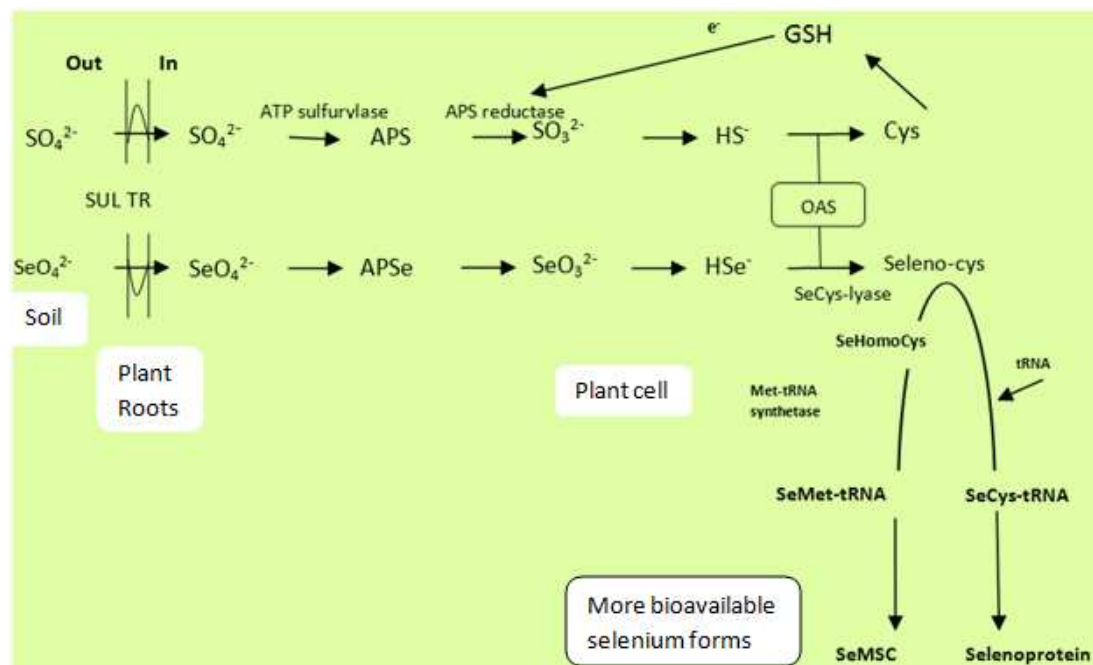 e⁻ GSH
Out In
ATP sulfurylase APS reductase
SO₄²⁻ SO₄²⁻ APS SO₃²⁻ HS⁻ Cys
SUL TR
OAS
SeO₄²⁻ SeO₄²⁻ APSe SeO₃²⁻ HSe⁻ Seleno-cys
SeCys-lyase
Soil
SeHomoCys
Plant
Roots
Plant cell
tRNA
Met-tRNA
synthetase
SeMet-tRNA SeCys-tRNA
More bioavailable
selenium forms
SeMSC Selenoprotein